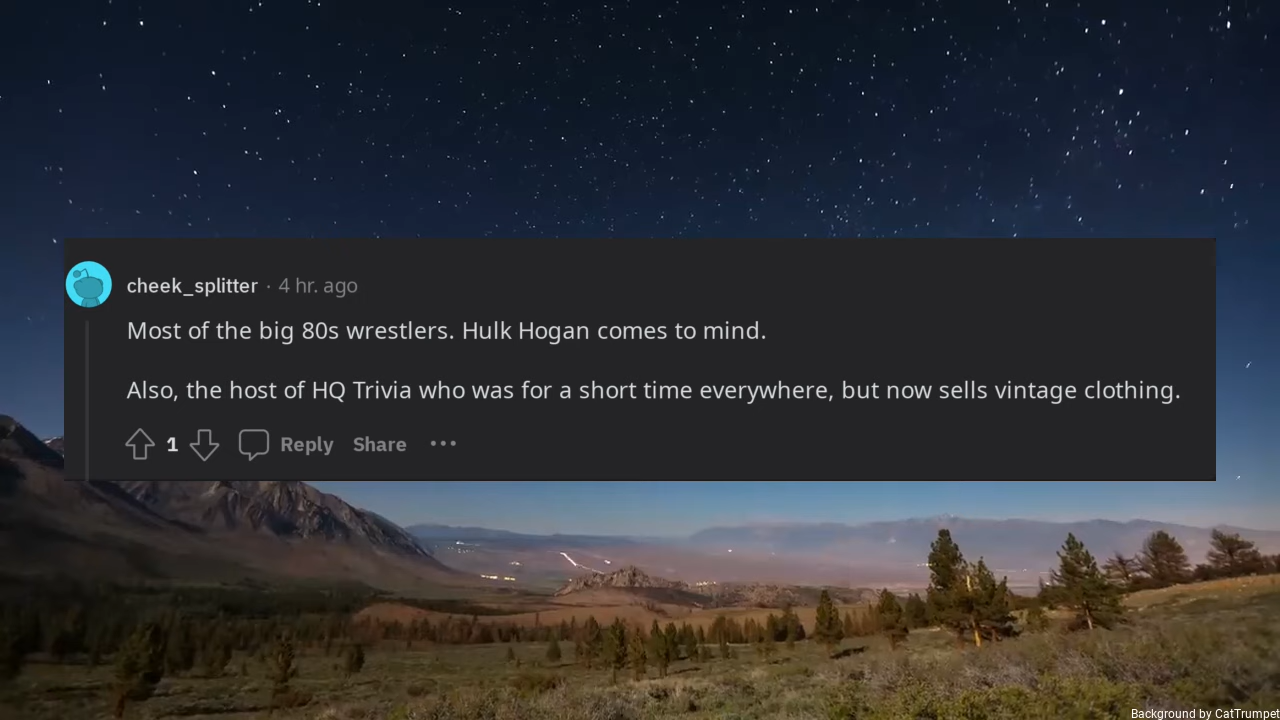 cheek_splitter · 4 hr. ago
Most of the big 80s wrestlers. Hulk Hogan comes to mind.
Also, the host of HQ Trivia who was for a short time everywhere, but now sells vintage clothing.
1 Reply Share
Background by CatTrumpet